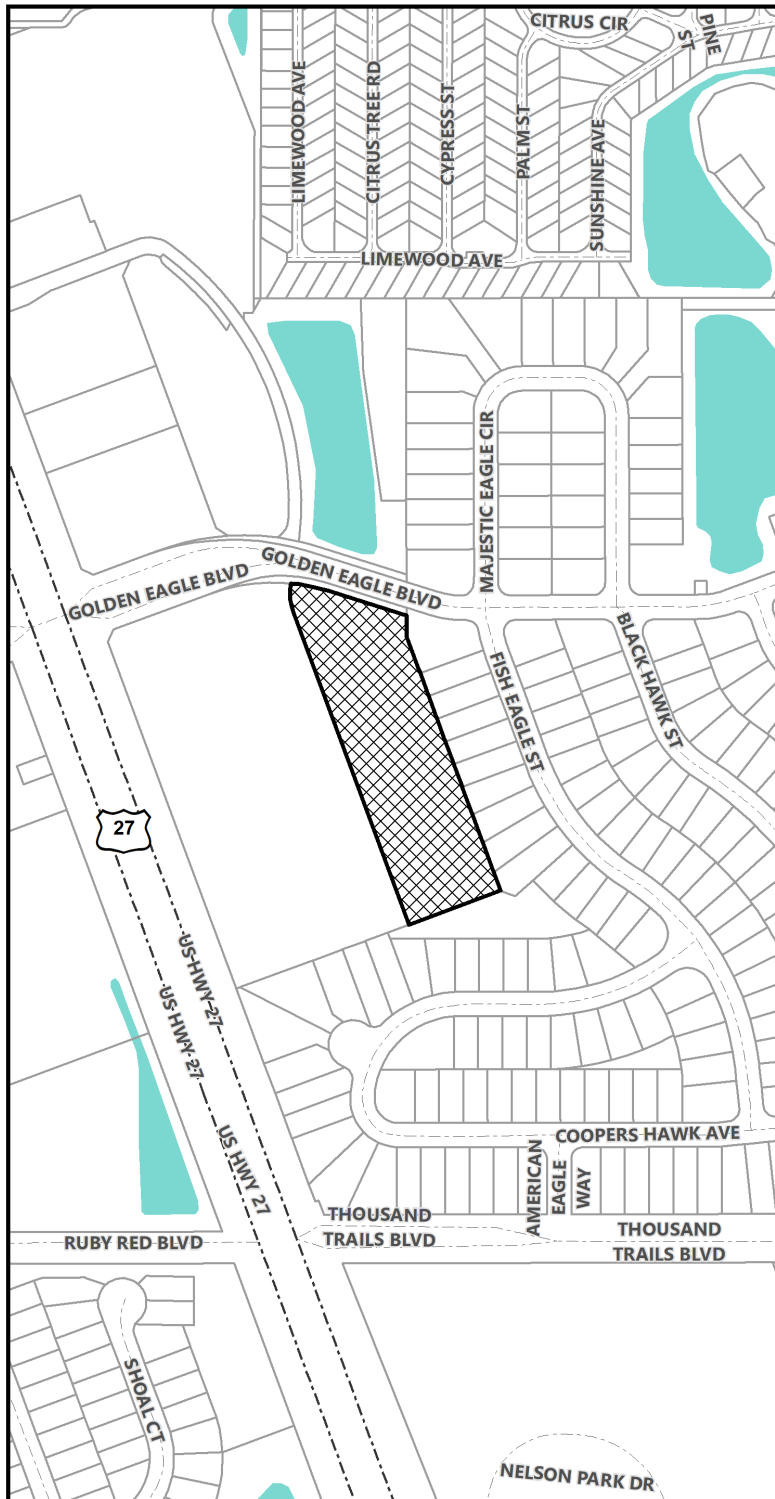 CITRUS CIR
PINE
ST
LIMEWOOD AVE
CITRUS TREE RD
CYPRESS ST
PALM ST
SUNSHINE AVE
LIMEWOOD AVE
MAJESTIC EAGLE CIR
GOLDEN EAGLE BLVD
GOLDEN EAGLE BLVD
FISH EAGLE ST
BLACK HAWK ST
27
US HWY 27
US HWY 27
US HWY 27
COOPERS HAWK AVE
AMERICAN
EAGLE
WAY
THOUSAND
TRAILS BLVD
THOUSAND
TRAILS BLVD
RUBY RED BLVD
SHOAL CT
NELSON PARK DR